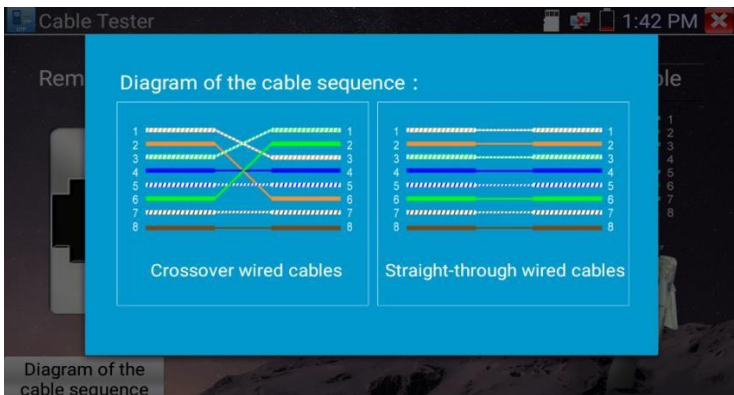 Cable Tester
1:42 PM
Rem
ble
Diagram of the cable sequence :
1 1
2 2
3 3
4 4
5 5
6 6
7 7
8 8
Crossover wired cables
1 1
2 2
3 3
4 4
5 5
6 6
7 7
8 8
Straight-through wired cables
1
2
3
4
5
6
7
8
Diagram of the
cable sequence